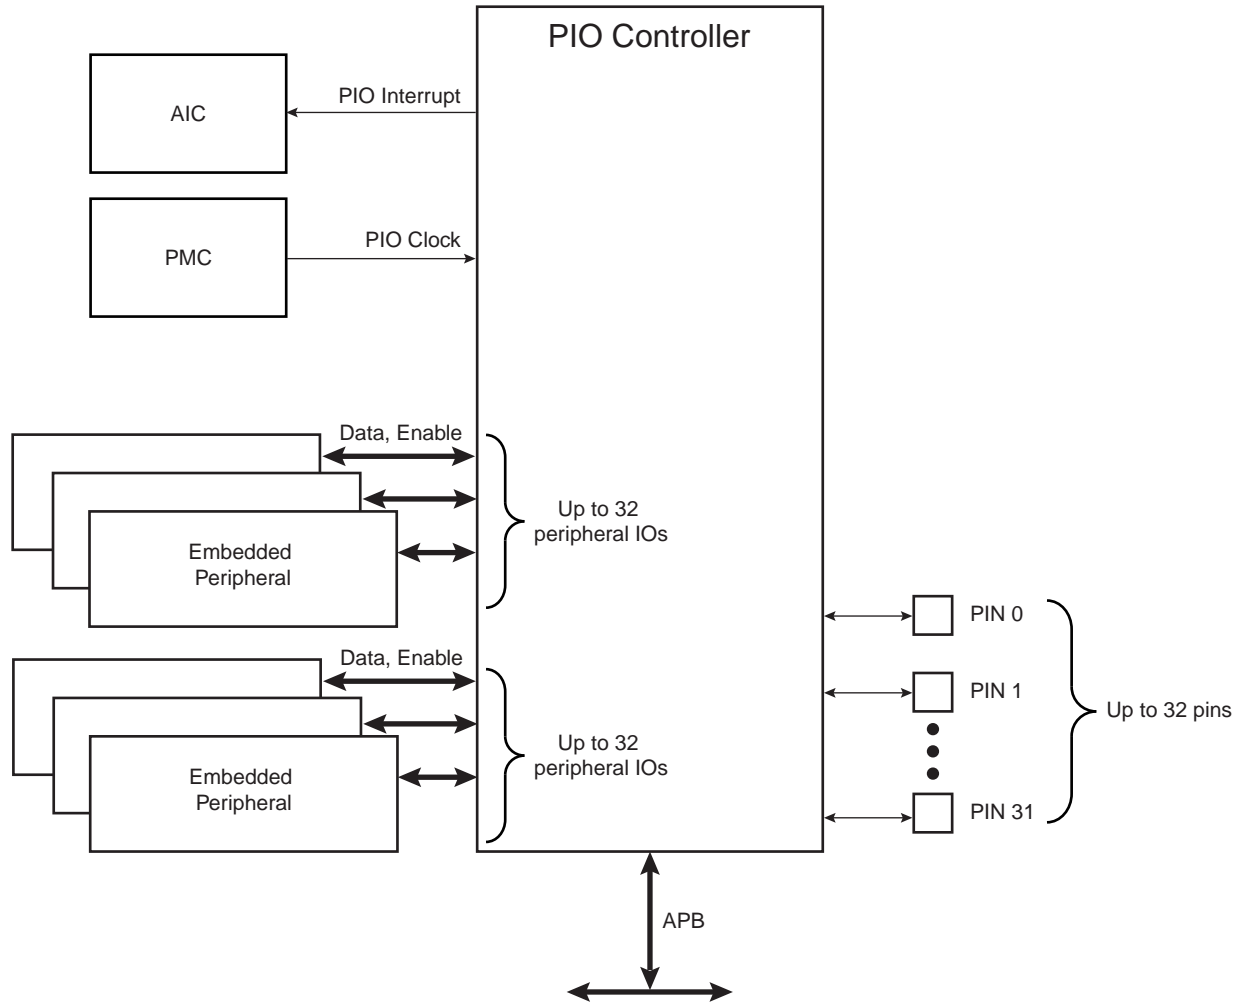 PIO Controller
AIC
PIO Interrupt
PMC
PIO Clock
Data, Enable
Up to 32
peripheral IOs
Embedded
Peripheral
PIN 0
Data, Enable
PIN 1
Up to 32 pins
Up to 32
peripheral IOs
Embedded
Peripheral
PIN 31
APB